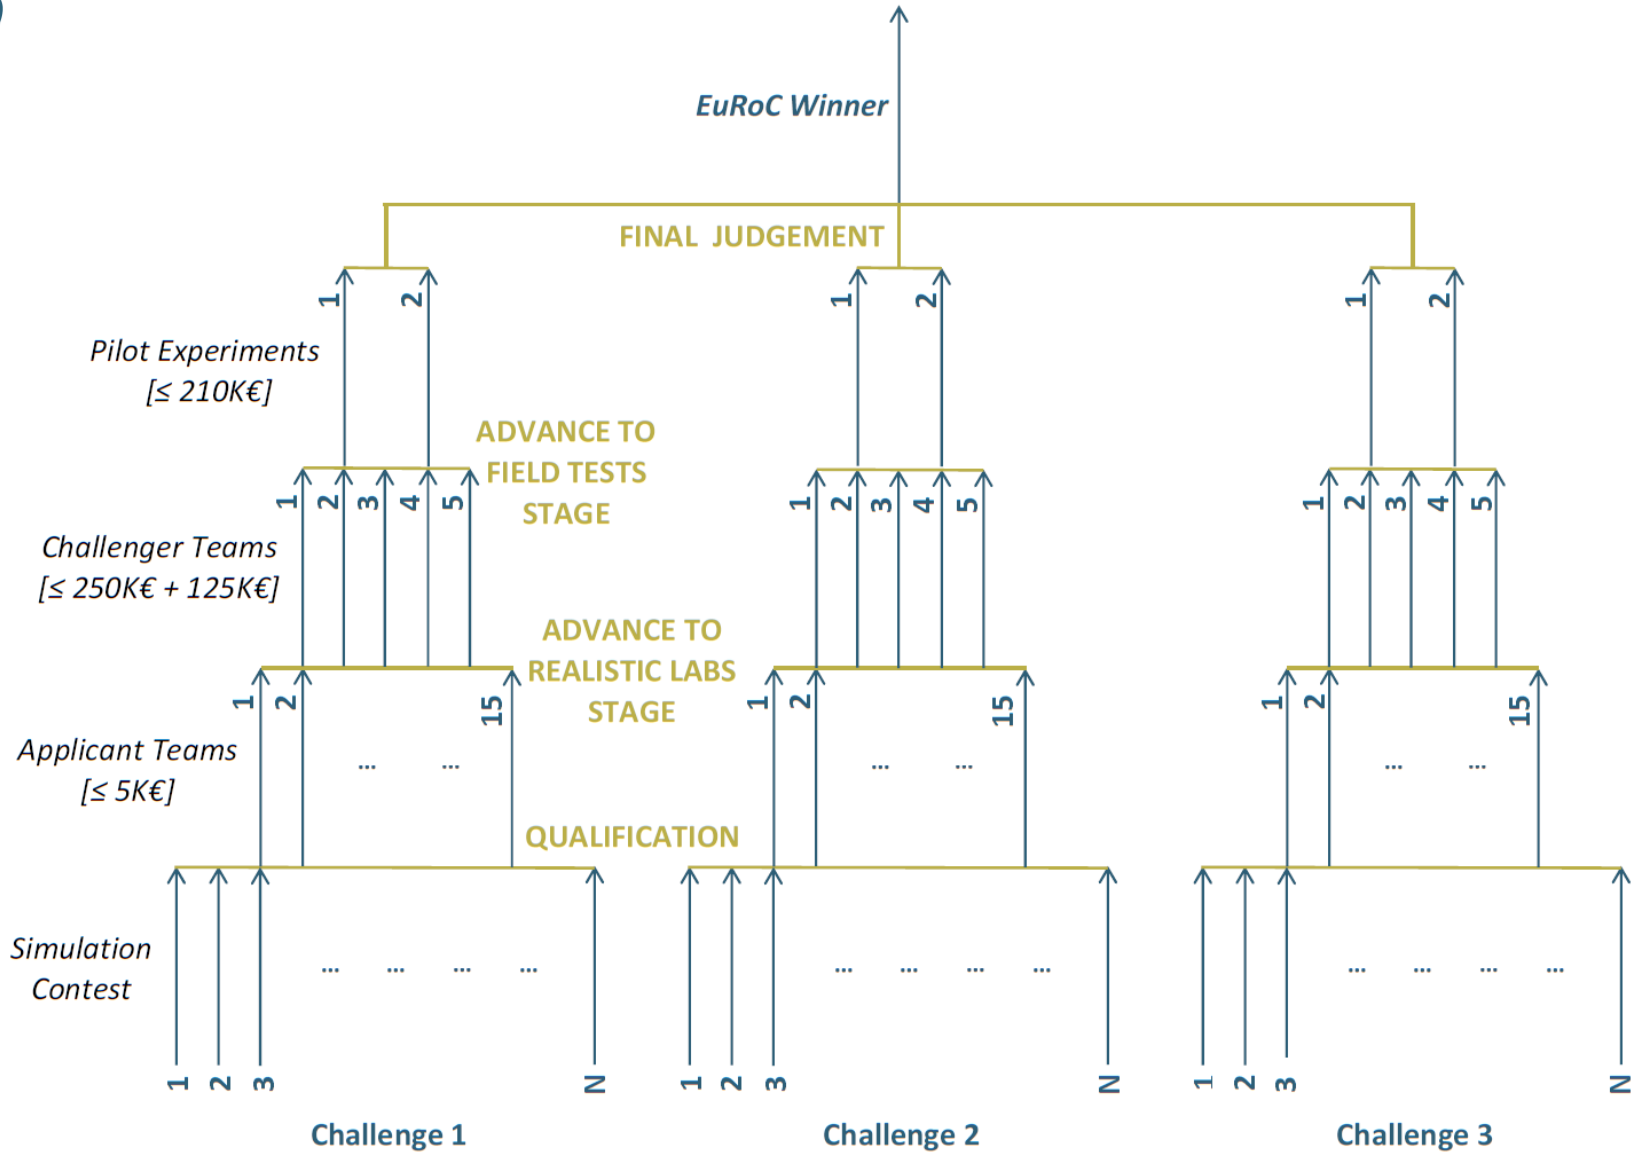 )
EuRoC Winner
FINAL JUDGEMENT
1 2 1 2 1 2
Pilot Experiments
[≤ 210K€]
ADVANCE TO
FIELD TESTS
STAGE
1 2 3 4 5 1 2 3 4 5 1 2 3 4 5
Challenger Teams
[≤ 250K€ + 125K€]
ADVANCE TO
REALISTIC LABS
STAGE
1 2 15 1 2 15 1 2 15
Applicant Teams
[≤ 5K€]
... ... ... ... ... ...
QUALIFICATION
Simulation
Contest
... ... ... ... ... ... ... ... ... ... ... ...
1 2 3 N 1 2 3 N 1 2 3 N
Challenge 1 Challenge 2 Challenge 3